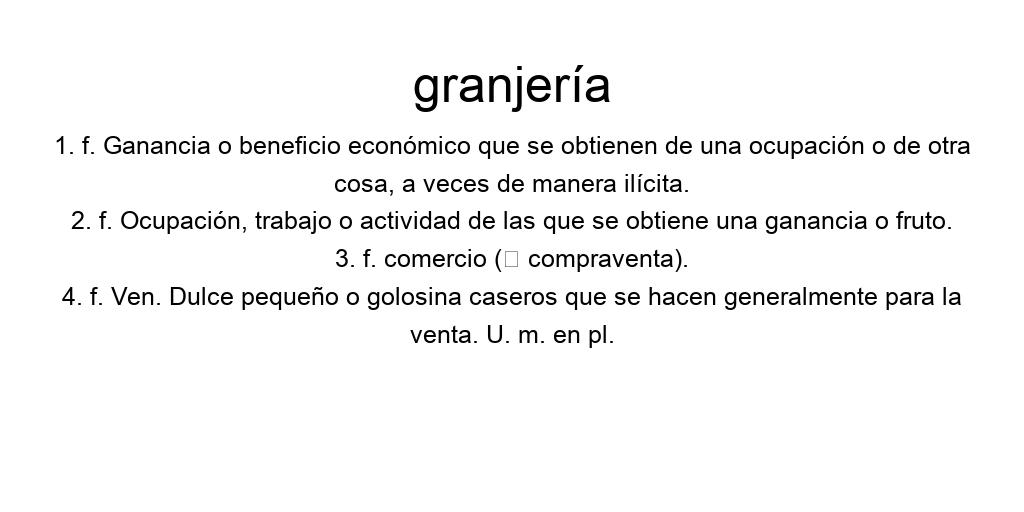 granjería
1. f. Ganancia o beneficio económico que se obtienen de una ocupación o de otra
cosa, a veces de manera ilícita.
2. f. Ocupación, trabajo o actividad de las que se obtiene una ganancia o fruto.
3. f. comercio (□ compraventa).
4. f. Ven. Dulce pequeño o golosina caseros que se hacen generalmente para la
venta. U. m. en pl.